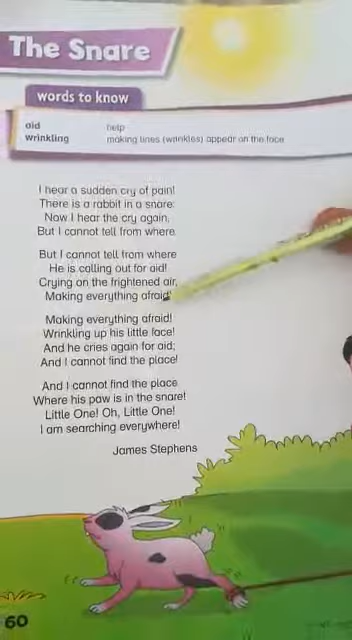 The Snare
words to know
aid help
wrinkling making lines (wrinkles) appear on the face
I hear a sudden cry of pain!
There is a rabbit in a snare:
Now I hear the cry again,
But I cannot tell from where.
But I cannot tell from where
He is calling out for aid!
Crying on the frightened air,
Making everything afraid!
Making everything afraid!
Wrinkling up his little face!
And he cries again for aid;
And I cannot find the place!
And I cannot find the place
Where his paw is in the snare!
Little One! Oh, Little One!
I am searching everywhere!
James Stephens
60